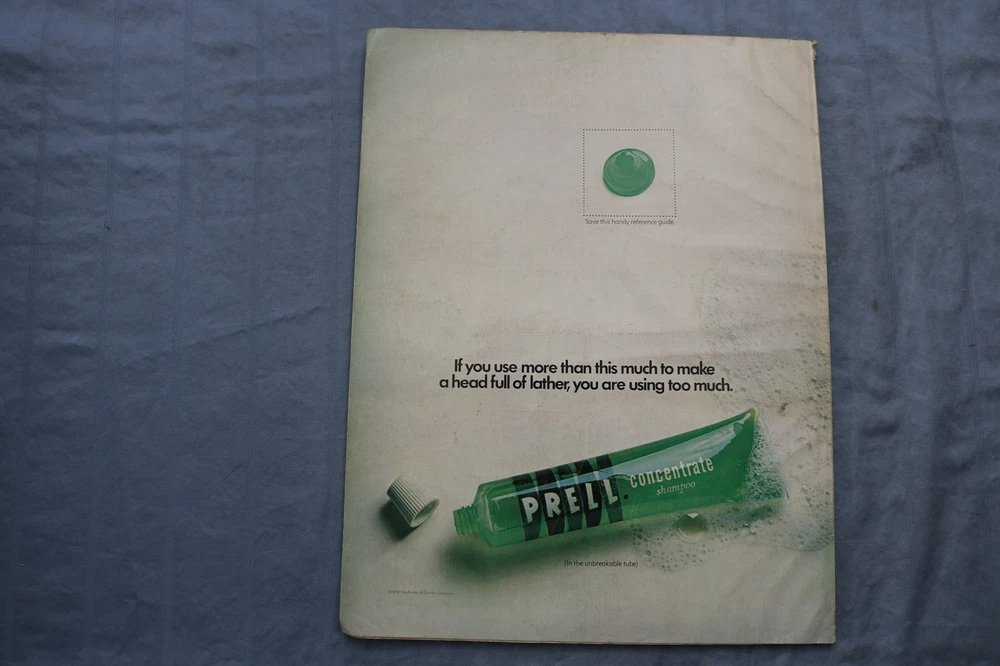 Save this handy reference guide.
If you use more than this much to make
a head full of lather, you are using too much.
PRELL.
concentrate
shampoo
(In the unbreakable tube)